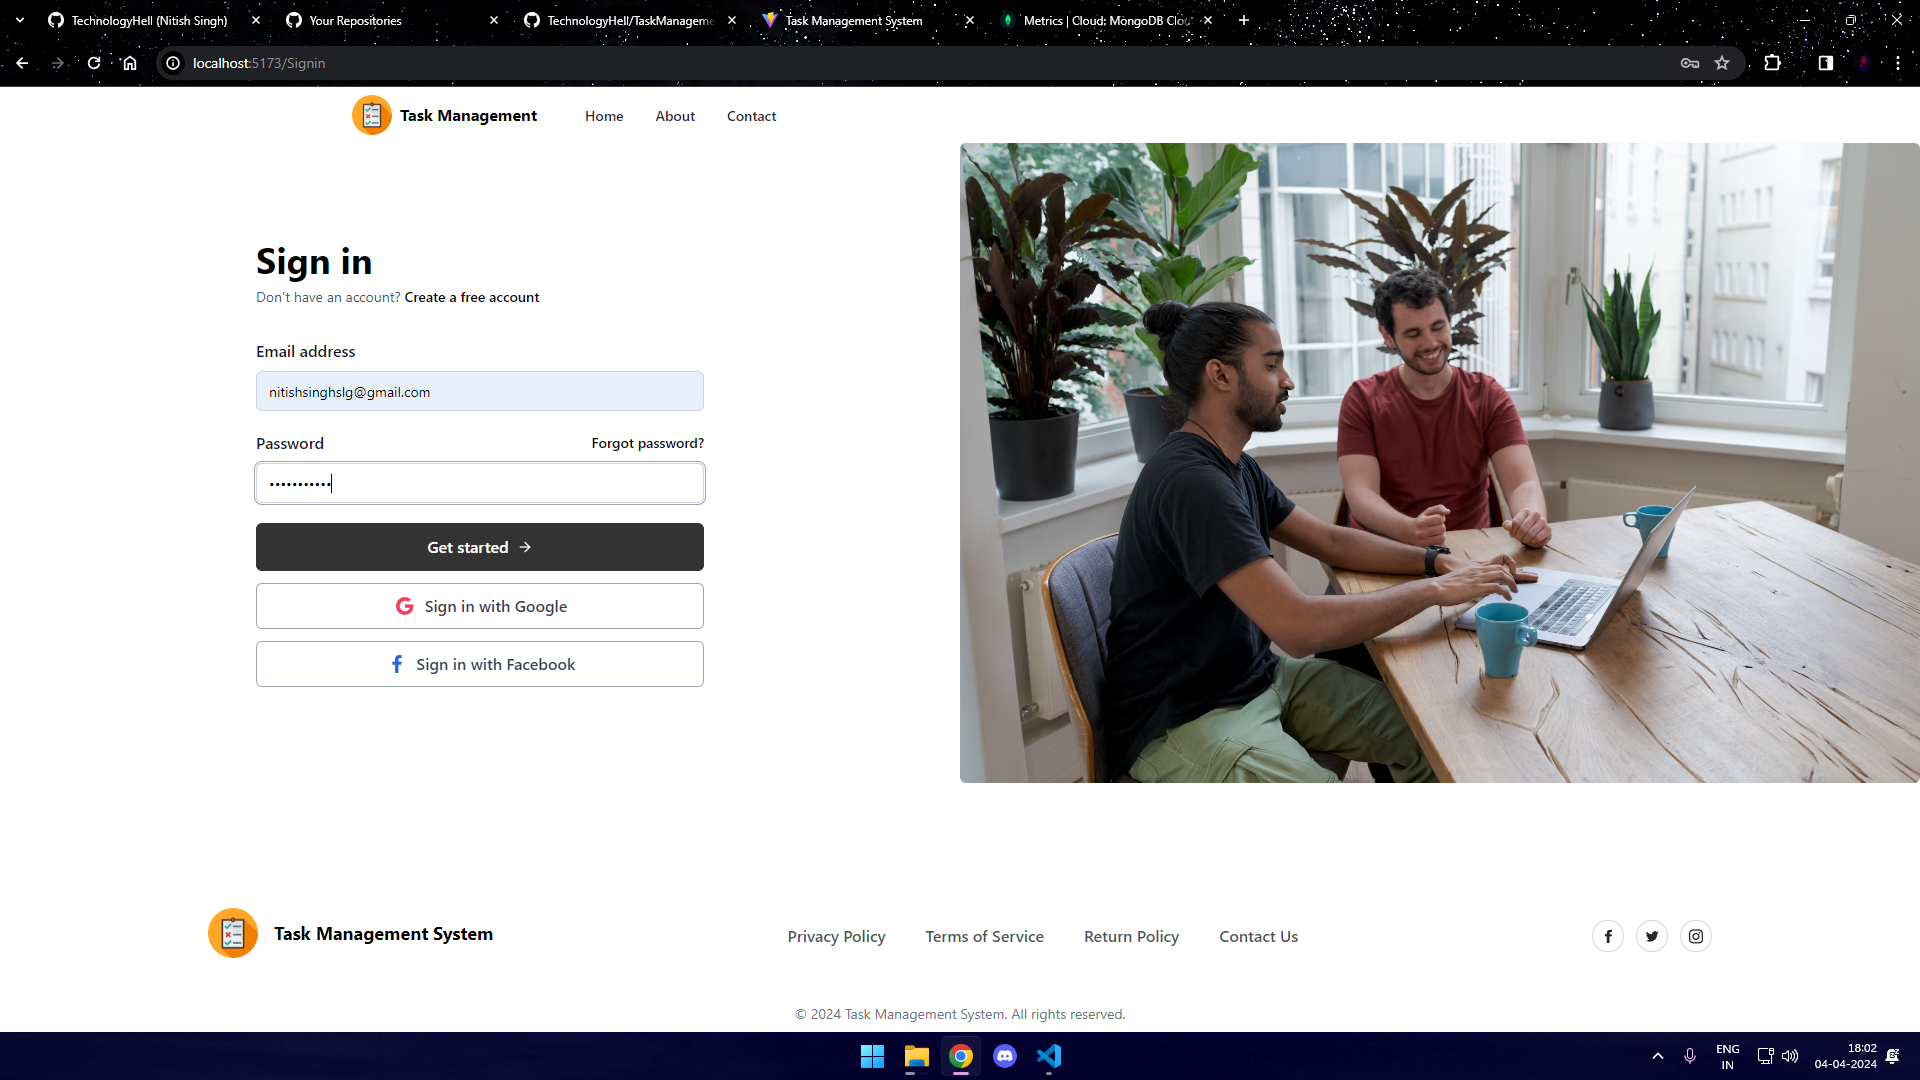 TechnologyHell (Nitish Singh)
Your Repositories
TechnologyHell/TaskManageme
Task Management System
Metrics | Cloud: MongoDB Clou
localhost:5173/Signin
Task Management
Home
About
Contact
Sign in
Don't have an account? Create a free account
Email address
nitishsinghslg@gmail.com
Password
Forgot password?
•••••••••••
Get started →
Sign in with Google
Sign in with Facebook
Task Management System
Privacy Policy
Terms of Service
Return Policy
Contact Us
© 2024 Task Management System. All rights reserved.
ENG
IN
18:02
04-04-2024